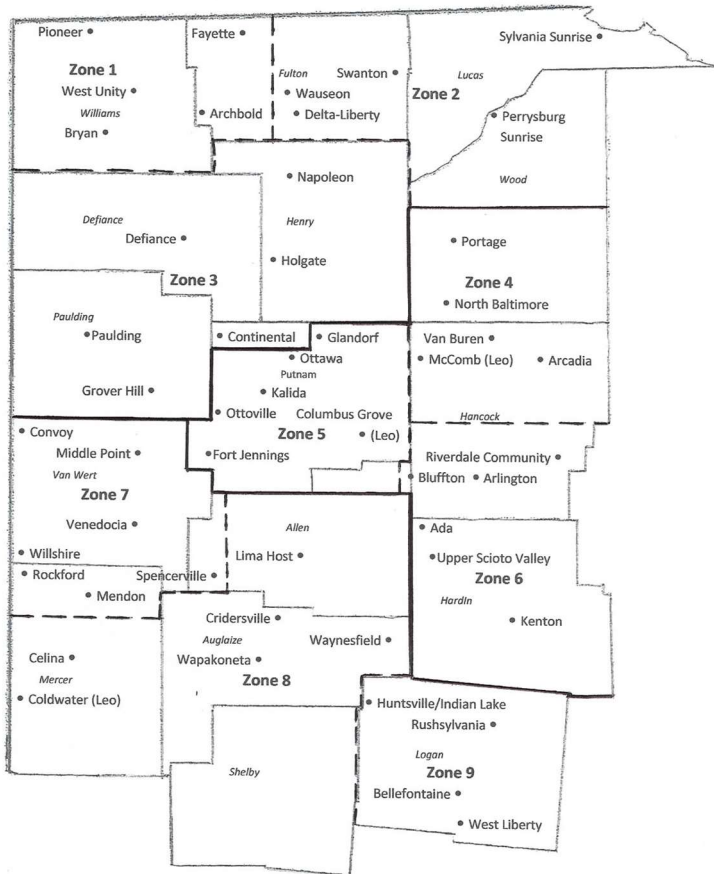 Pioneer
Fayette
Sylvania Sunrise
Zone 1
Fulton
Swanton
Lucas
West Unity
Wauseon
Zone 2
Williams
Archbold
Delta-Liberty
Perrysburg
Sunrise
Bryan
Napoleon
Wood
Defiance
Henry
Defiance
Portage
Holgate
Zone 3
Zone 4
North Baltimore
Paulding
Paulding
Continental
Glandorf
Van Buren
Ottawa
McComb (Leo)
Arcadia
Putnam
Grover Hill
Kalida
Ottoville
Columbus Grove
Hancock
Convoy
Zone 5
(Leo)
Middle Point
Fort Jennings
Riverdale Community
Van Wert
Bluffton
Arlington
Zone 7
Venedocia
Allen
Ada
Willshire
Lima Host
Upper Scioto Valley
Rockford
Spencerville
Zone 6
Mendon
Hardin
Cridersville
Kenton
Auglaize
Waynesfield
Celina
Wapakoneta
Mercer
Zone 8
Coldwater (Leo)
Huntsville/Indian Lake
Rushsylvania
Logan
Shelby
Zone 9
Bellefontaine
West Liberty